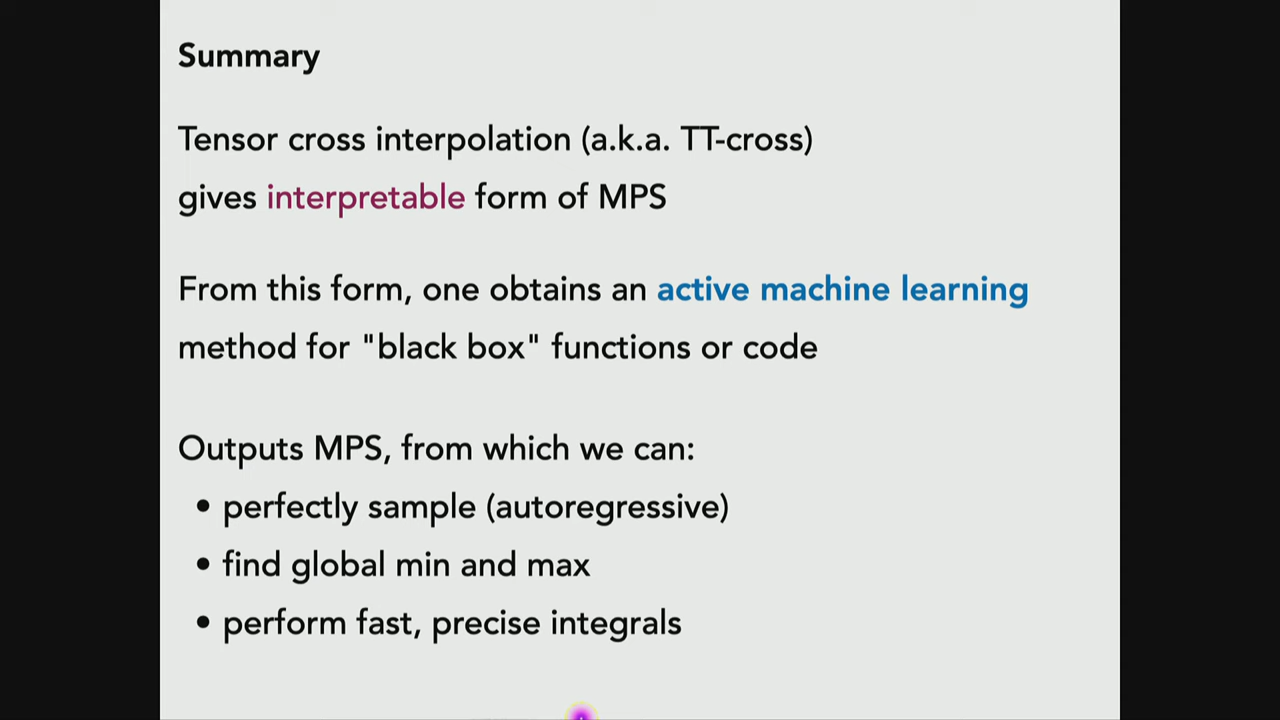 Summary
Tensor cross interpolation (a.k.a. TT-cross)
gives interpretable form of MPS
From this form, one obtains an active machine learning
method for "black box" functions or code
Outputs MPS, from which we can:
• perfectly sample (autoregressive)
• find global min and max
• perform fast, precise integrals